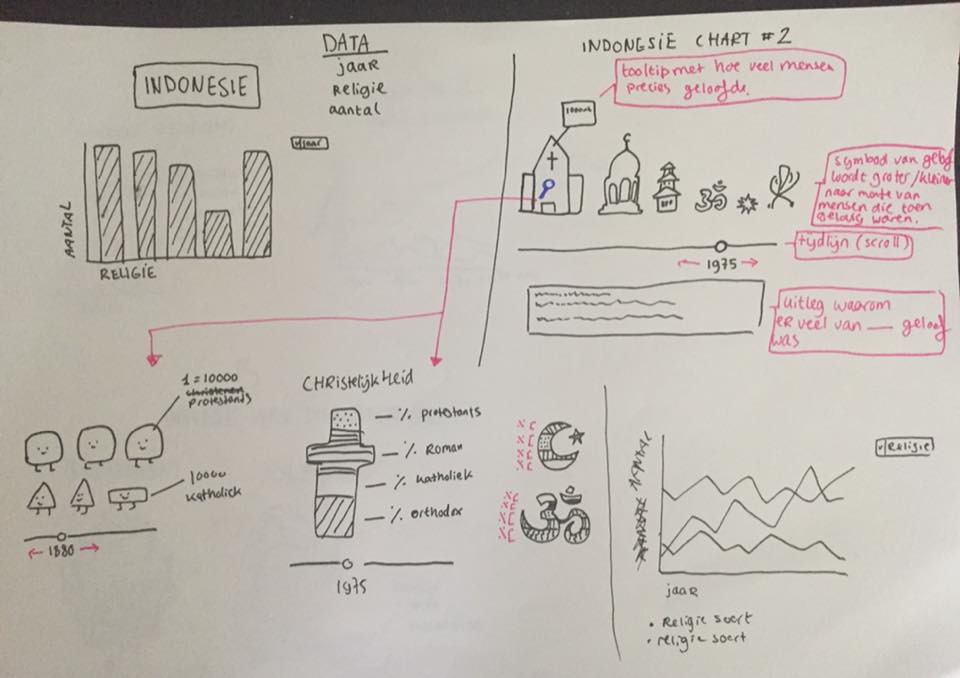 INDONESIE
DATA
jaaR
Religie
aantal
jaar
AANTAL
RELIGIE
INDONESIE CHART #2
tooltip met hoe veel mensen
precies geloofde.
symbool van geloof
wordt groter/kleiner
naar mate van
mensen die toen
gelovig waren.
tijdlijn (scroll)
← 1975 →
uitleg waarom
ER veel van ___ geloof
was
1 = 10000
christenen
Protestants
10000
Katholiek
← 1880 →
CHRistelijkHeid
% protestants
% Roman
% Katholiek
% orthodox
1975
%
%
%
%
%
%
%
%
Religie
jaaR
• Religie soort
• religie soort